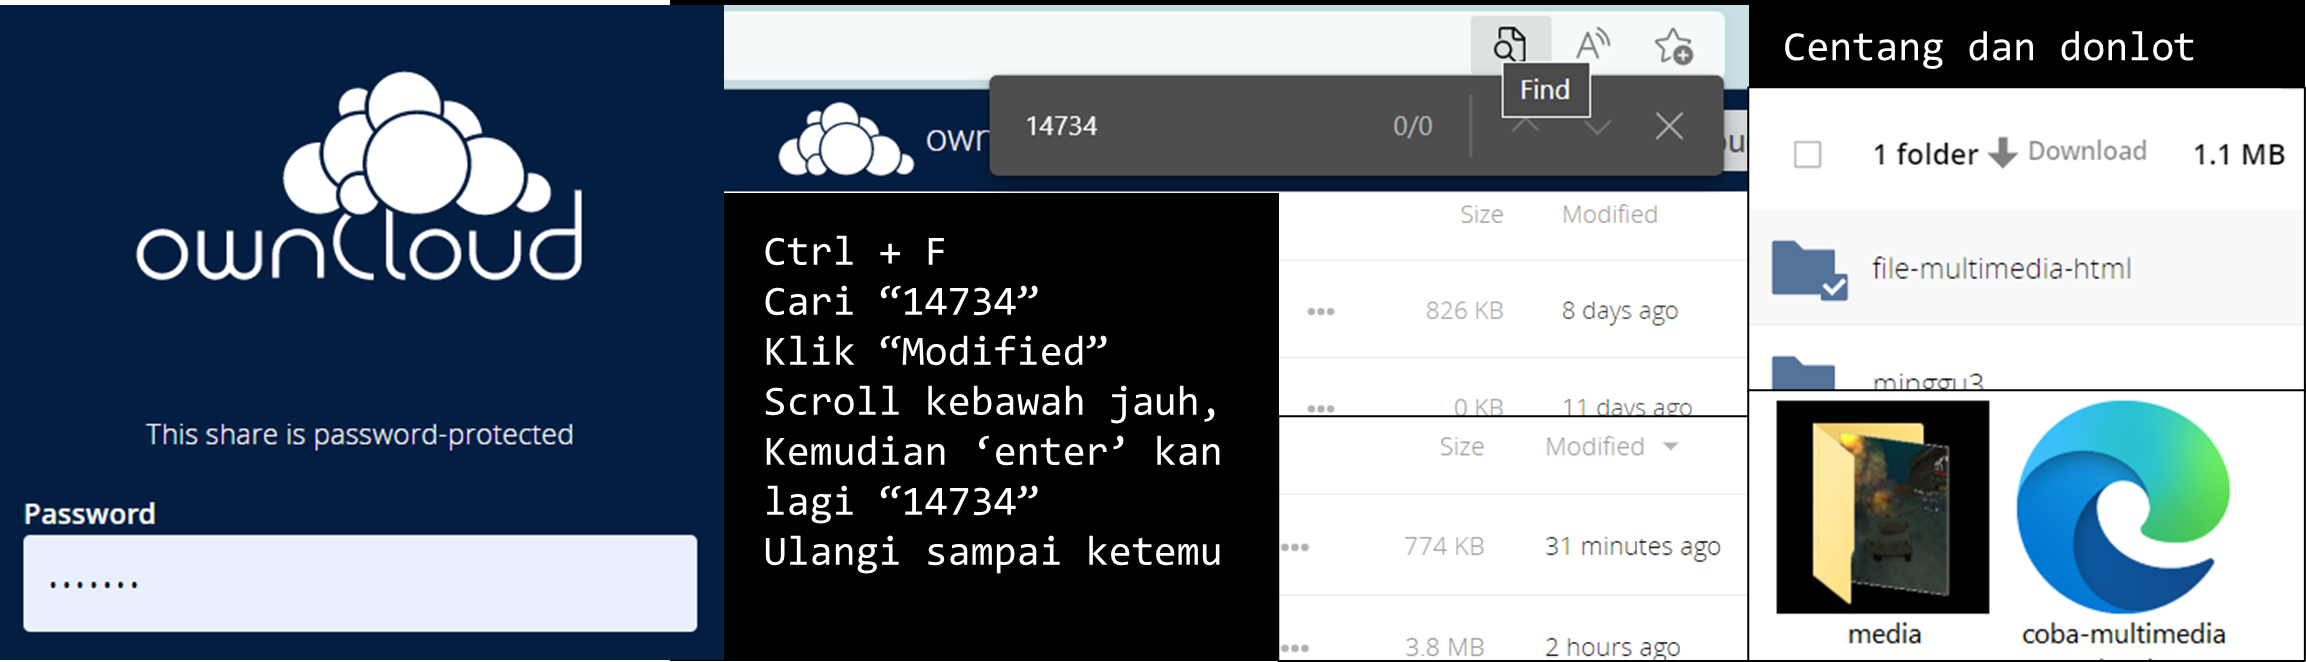 ownCloud
This share is password-protected
Password
.......
Find
14734
0/0
own
Ctrl + F
Cari “14734”
Klik “Modified”
Scroll kebawah jauh,
Kemudian ‘enter’ kan
lagi “14734”
Ulangi sampai ketemu
Size Modified
826 KB 8 days ago
0 KB 11 days ago
Size Modified
774 KB 31 minutes ago
3.8 MB 2 hours ago
Centang dan donlot
1 folder Download 1.1 MB
file-multimedia-html
minggu3
media
coba-multimedia